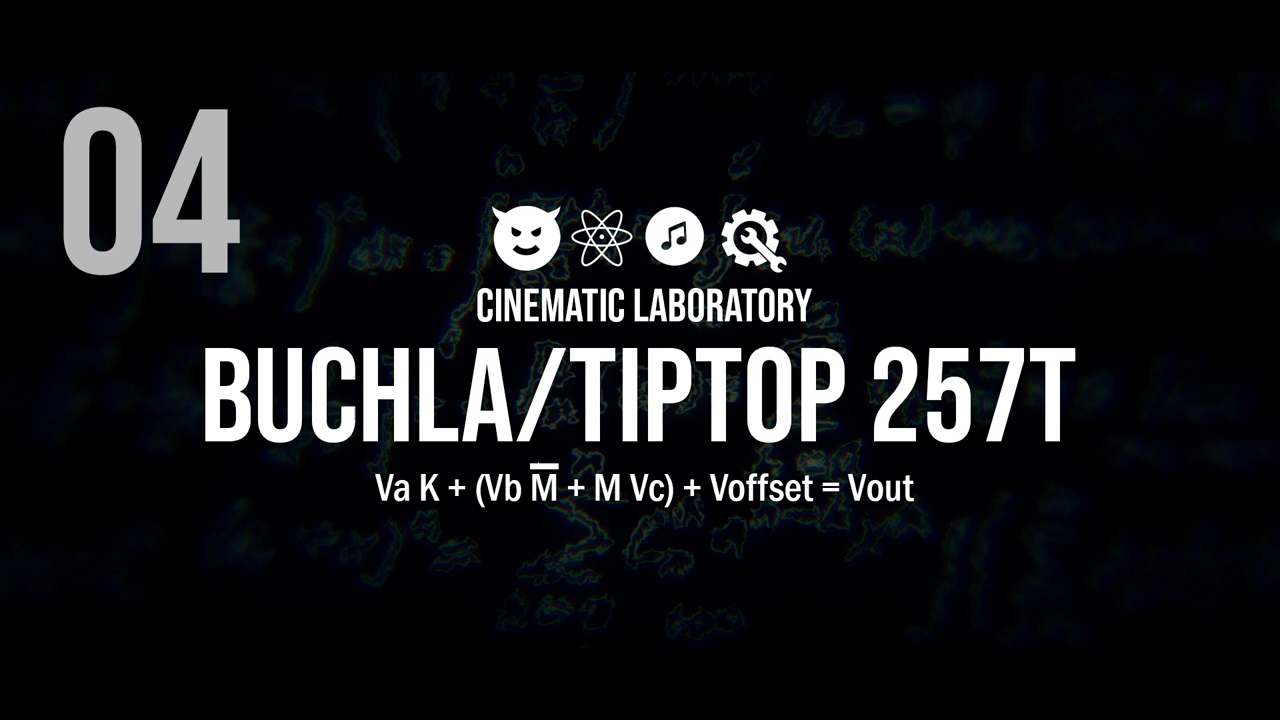 04
CINEMATIC LABORATORY
BUCHLA/TIPTOP 257T
Va K + (Vb M̅ + M Vc) + Voffset = Vout